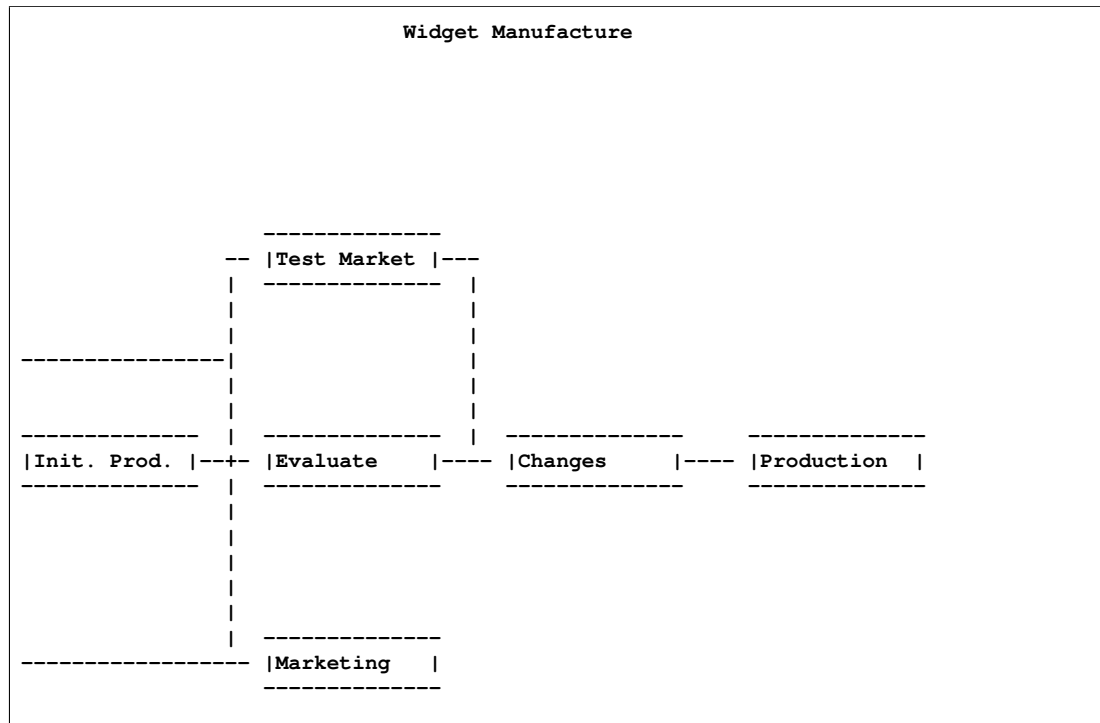 Widget Manufacture
Test Market
Init. Prod. Evaluate Changes Production
Marketing